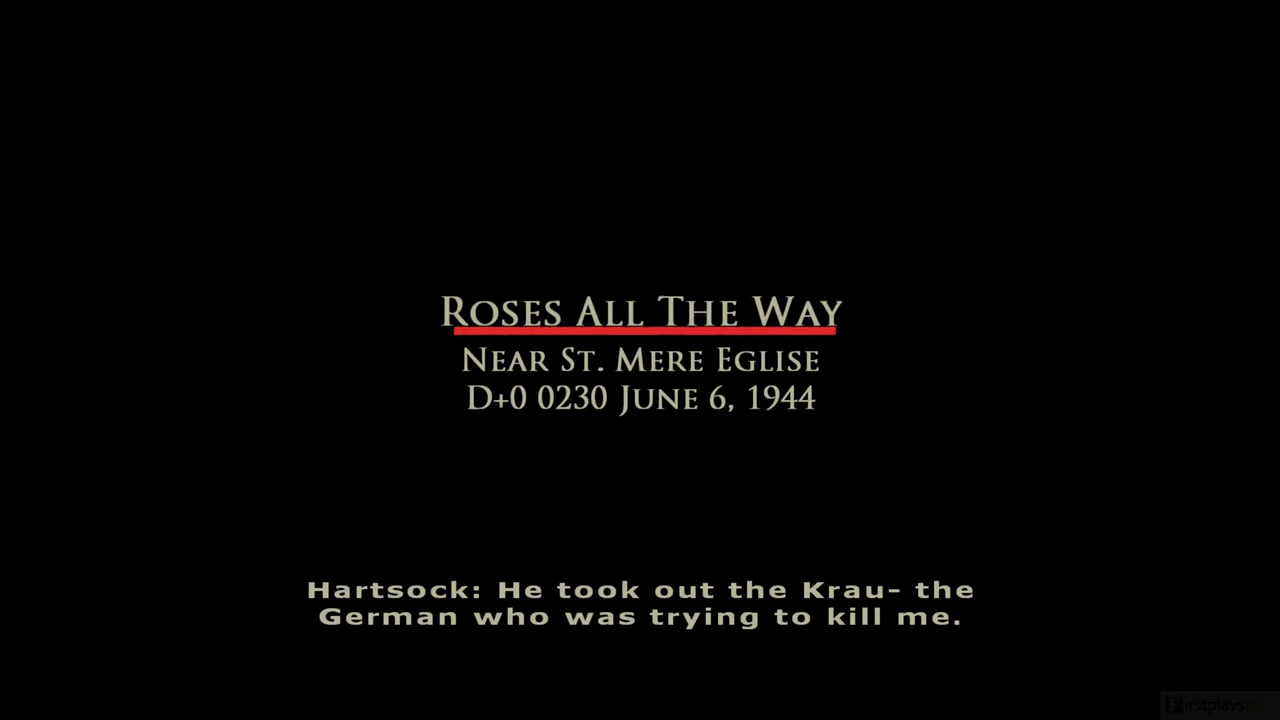 Roses All The Way
Near St. Mere Eglise
D+0 0230 June 6, 1944
Hartsock: He took out the Krau- the
German who was trying to kill me.
Firstplays